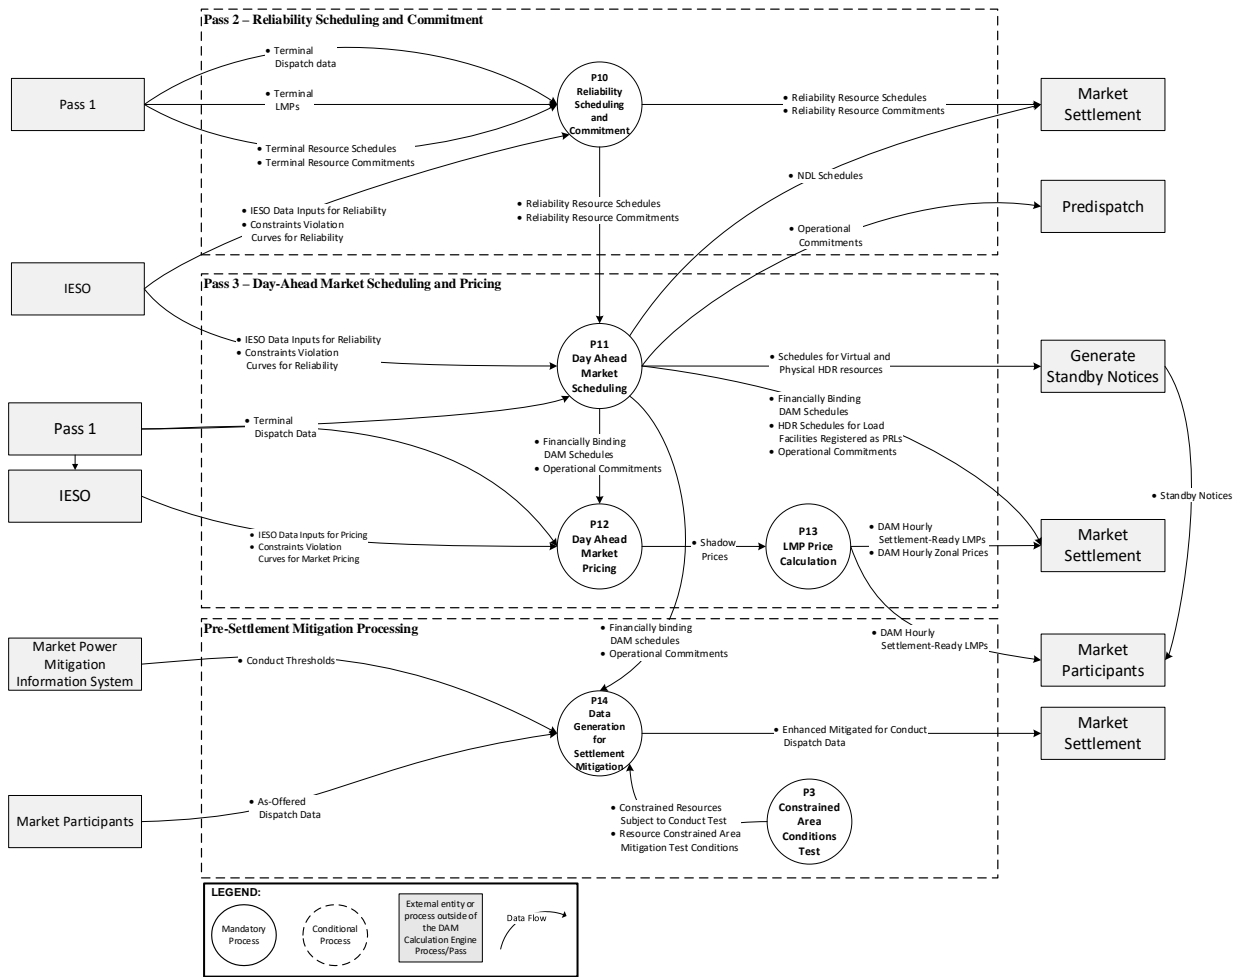 Pass 2 – Reliability Scheduling and Commitment
Pass 1
• Terminal
Dispatch data
• Terminal
LMPs
• Terminal Resource Schedules
• Terminal Resource Commitments
P10
Reliability
Scheduling
and
Commitment
• Reliability Resource Schedules
• Reliability Resource Commitments
Market
Settlement
• IESO Data Inputs for Reliability
• Constraints Violation
Curves for Reliability
• Reliability Resource Schedules
• Reliability Resource Commitments
• NDL Schedules
• Operational
Commitments
Predispatch
IESO
Pass 3 – Day-Ahead Market Scheduling and Pricing
• IESO Data Inputs for Reliability
• Constraints Violation
Curves for Reliability
P11
Day Ahead
Market
Scheduling
• Schedules for Virtual and
Physical HDR resources
Generate
Standby Notices
• Financially Binding
DAM Schedules
• HDR Schedules for Load
Facilities Registered as PRLs
• Operational Commitments
Pass 1
• Terminal
Dispatch Data
• Financially Binding
DAM Schedules
• Operational Commitments
IESO
• Standby Notices
• IESO Data Inputs for Pricing
• Constraints Violation
Curves for Market Pricing
P12
Day Ahead
Market
Pricing
• Shadow
Prices
P13
LMP Price
Calculation
• DAM Hourly
Settlement-Ready LMPs
• DAM Hourly Zonal Prices
Market
Settlement
Pre-Settlement Mitigation Processing
Market Power
Mitigation
Information System
• Conduct Thresholds
• Financially binding
DAM schedules
• Operational Commitments
• DAM Hourly
Settlement-Ready LMPs
Market
Participants
P14
Data
Generation
for
Settlement
Mitigation
• Enhanced Mitigated for Conduct
Dispatch Data
Market
Settlement
Market Participants
• As-Offered
Dispatch Data
• Constrained Resources
Subject to Conduct Test
• Resource Constrained Area
Mitigation Test Conditions
P3
Constrained
Area
Conditions
Test
LEGEND:
Mandatory
Process
Conditional
Process
External entity or
process outside of
the DAM
Calculation Engine
Process/Pass
Data Flow